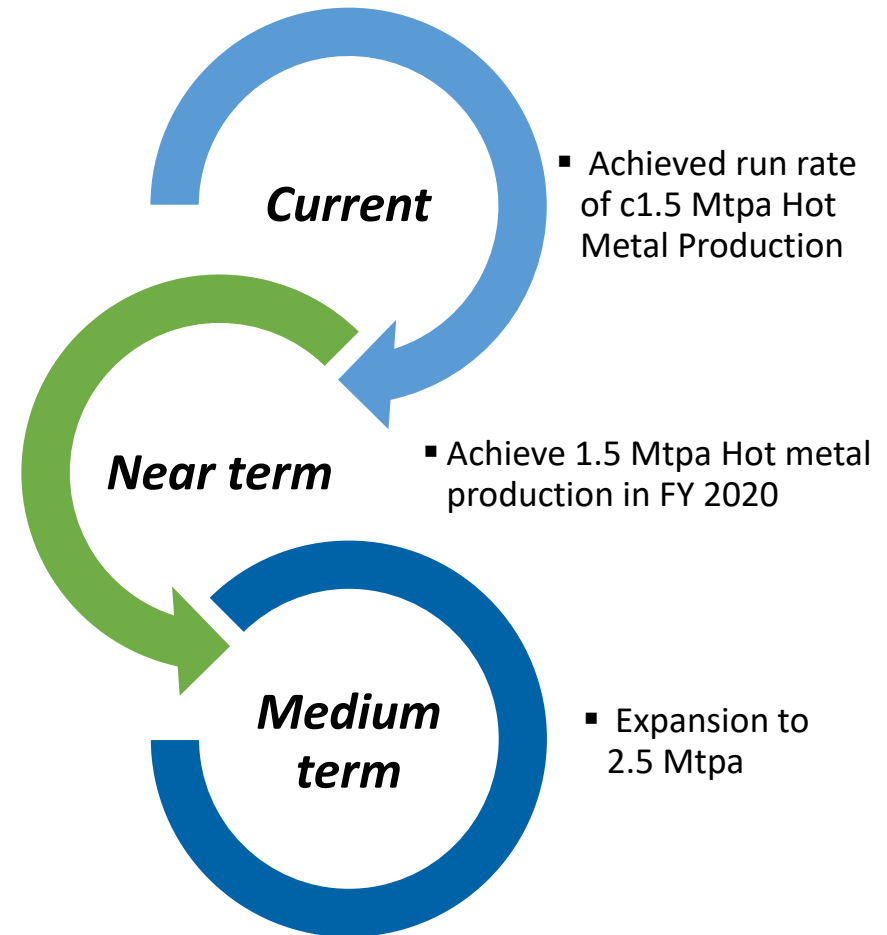 Current
▪ Achieved run rate
of c1.5 Mtpa Hot
Metal Production
Near term
▪ Achieve 1.5 Mtpa Hot metal
production in FY 2020
Medium
term
▪ Expansion to
2.5 Mtpa